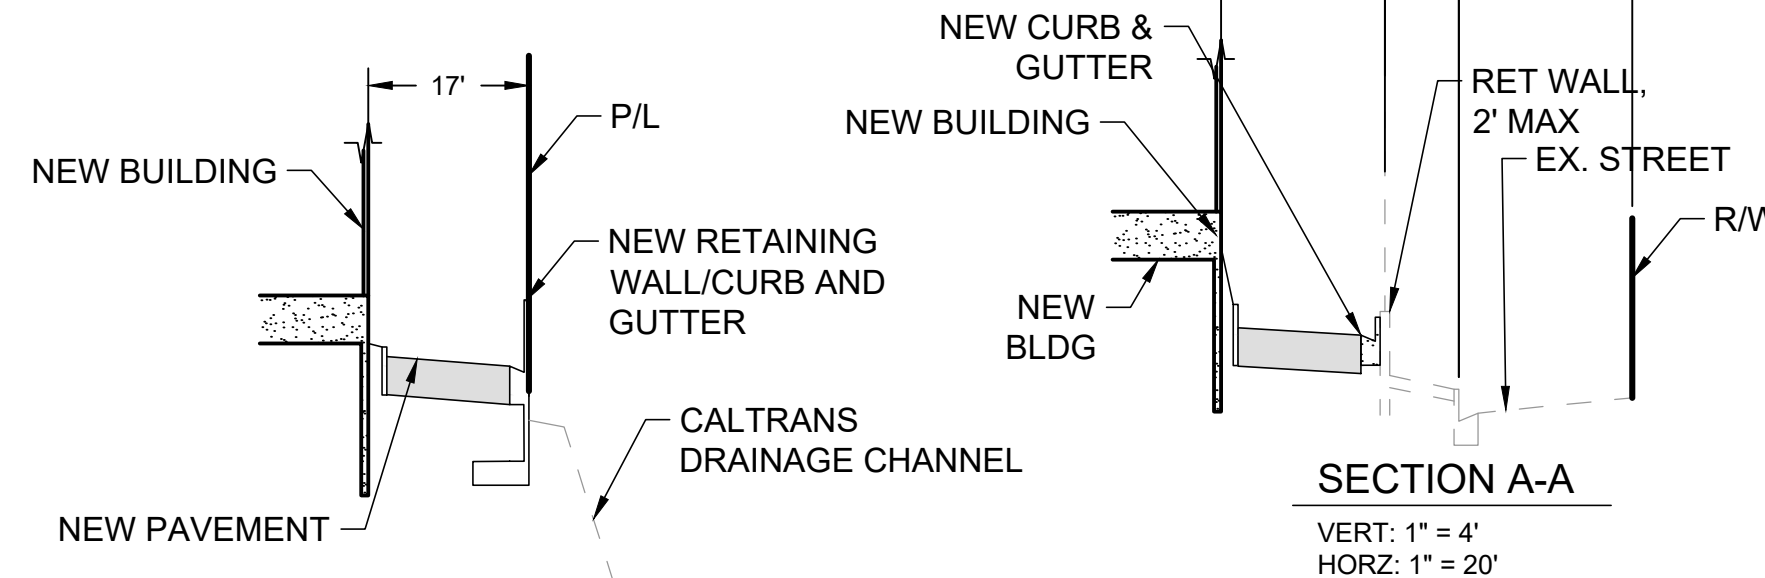 17'
P/L
NEW BUILDING
NEW RETAINING
WALL/CURB AND
GUTTER
CALTRANS
DRAINAGE CHANNEL
NEW PAVEMENT
NEW CURB &
GUTTER
NEW BUILDING
RET WALL,
2' MAX
EX. STREET
R/W
NEW
BLDG
SECTION A-A
VERT: 1" = 4'
HORZ: 1" = 20'